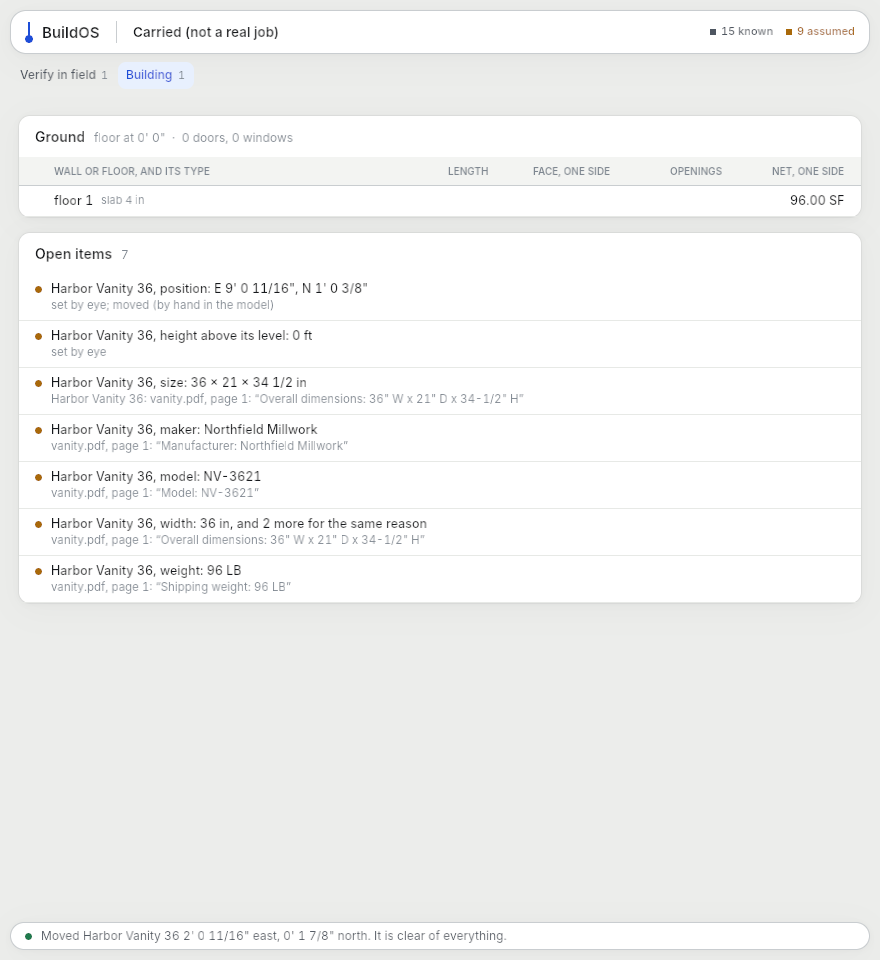 BuildOS
Carried (not a real job)
15 known
9 assumed
Verify in field 1
Building 1
Ground floor at 0' 0" · 0 doors, 0 windows
WALL OR FLOOR, AND ITS TYPE LENGTH FACE, ONE SIDE OPENINGS NET, ONE SIDE
floor 1 slab 4 in 96.00 SF
Open items 7
Harbor Vanity 36, position: E 9' 0 11/16", N 1' 0 3/8"
set by eye; moved (by hand in the model)
Harbor Vanity 36, height above its level: 0 ft
set by eye
Harbor Vanity 36, size: 36 × 21 × 34 1/2 in
Harbor Vanity 36: vanity.pdf, page 1: “Overall dimensions: 36" W x 21" D x 34-1/2" H”
Harbor Vanity 36, maker: Northfield Millwork
vanity.pdf, page 1: “Manufacturer: Northfield Millwork”
Harbor Vanity 36, model: NV-3621
vanity.pdf, page 1: “Model: NV-3621”
Harbor Vanity 36, width: 36 in, and 2 more for the same reason
vanity.pdf, page 1: “Overall dimensions: 36" W x 21" D x 34-1/2" H”
Harbor Vanity 36, weight: 96 LB
vanity.pdf, page 1: “Shipping weight: 96 LB”
Moved Harbor Vanity 36 2' 0 11/16" east, 0' 1 7/8" north. It is clear of everything.